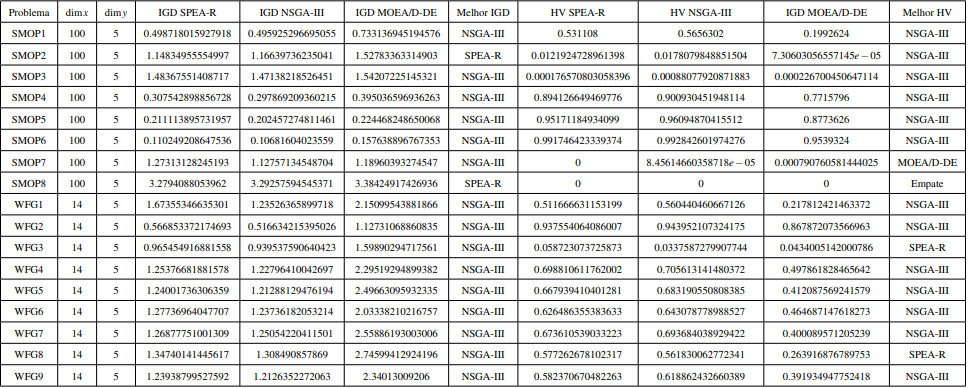 Problema dim x dim y IGD SPEA-R IGD NSGA-III IGD MOEA/D-DE Melhor IGD HV SPEA-R HV NSGA-III IGD MOEA/D-DE Melhor HV
SMOP1 100 5 0.498718015927918 0.495925296695055 0.733136945194576 NSGA-III 0.531108 0.5656302 0.1992624 NSGA-III
SMOP2 100 5 1.14834955554997 1.16639736235041 1.52783363314903 SPEA-R 0.0121924728961398 0.0178079848851504 7.30603056557145e−05 NSGA-III
SMOP3 100 5 1.48367551408717 1.47138218526451 1.54207225145321 NSGA-III 0.000176570803058396 0.00088077920871883 0.000226700450647114 NSGA-III
SMOP4 100 5 0.307542898856728 0.297869209360215 0.395036596936263 NSGA-III 0.894126649469776 0.900930451948114 0.7715796 NSGA-III
SMOP5 100 5 0.211113895731957 0.202457274811461 0.224468248650068 NSGA-III 0.95171184934099 0.96094870415512 0.8773626 NSGA-III
SMOP6 100 5 0.110249208647536 0.10681604023559 0.157638896767353 NSGA-III 0.991746423339374 0.992842601974276 0.9539324 NSGA-III
SMOP7 100 5 1.27313128245193 1.12757134548704 1.18960393274547 NSGA-III 0 8.45614660358718e−05 0.000790760581444025 MOEA/D-DE
SMOP8 100 5 3.2794088053962 3.29257594545371 3.38424917426936 SPEA-R 0 0 0 Empate
WFG1 14 5 1.67355346635301 1.23526365899718 2.15099543881866 NSGA-III 0.511666631153199 0.560440460667126 0.217812421463372 NSGA-III
WFG2 14 5 0.566853372174693 0.516634215395026 1.12731068860835 NSGA-III 0.937554064086007 0.943952107324175 0.867872073566963 NSGA-III
WFG3 14 5 0.965454916881558 0.939537590640423 1.59890294717561 NSGA-III 0.058723073725873 0.0337587279907744 0.0434005142000786 SPEA-R
WFG4 14 5 1.25376681881578 1.22796410042697 2.29519294899382 NSGA-III 0.698810611762002 0.705613141480372 0.497861828465642 NSGA-III
WFG5 14 5 1.24001736306359 1.21288129476194 2.49663095932335 NSGA-III 0.667939410401281 0.683190550808385 0.412087569241579 NSGA-III
WFG6 14 5 1.27736964047707 1.23736182053214 2.03338210216757 NSGA-III 0.626486355383633 0.643078778988527 0.464687147618273 NSGA-III
WFG7 14 5 1.26877751001309 1.25054220411501 2.55886193003006 NSGA-III 0.673610539033223 0.693684038929422 0.400089571205239 NSGA-III
WFG8 14 5 1.34740141445617 1.308490857869 2.74599412924196 NSGA-III 0.577262678102317 0.561830062772341 0.263916876789753 SPEA-R
WFG9 14 5 1.23938799527592 1.2126352272063 2.34013009206 NSGA-III 0.582370670482263 0.618862432660389 0.391934947752418 NSGA-III